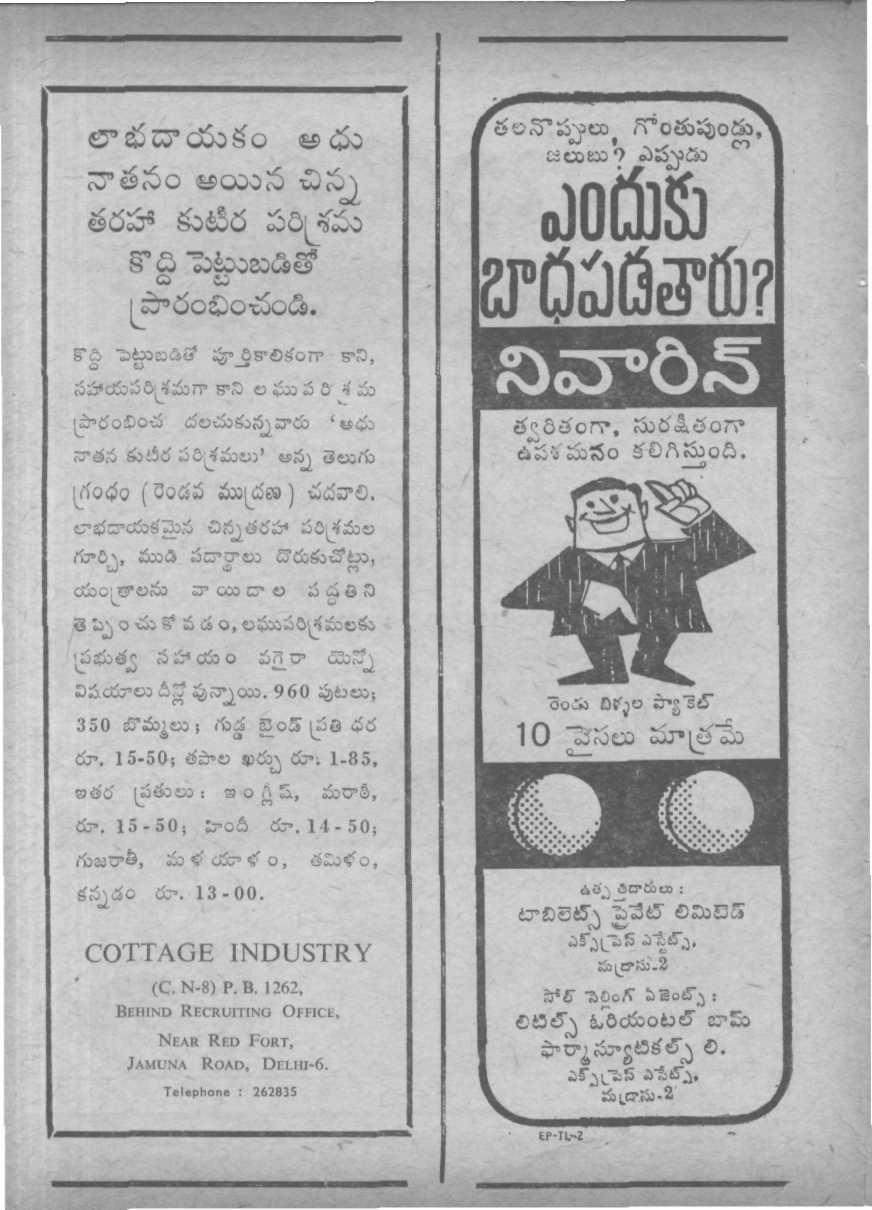 లాభదాయకం అధు
నాతనం అయిన చిన్న
తరహా కుటీర పరిశ్రమ
కొద్ది పెట్టుబడితో
ప్రారంభించండి.
కొద్ది పెట్టుబడితో పూర్తికాలికంగా కాని,
సహాయపరిశ్రమగా కాని లఘుపరిశ్రమ
ప్రారంభించ దలచుకున్నవారు ‘అధు
నాతన కుటీర పరిశ్రమలు’ అన్న తెలుగు
గ్రంథం (రెండవ ముద్రణ) చదవాలి.
లాభదాయకమైన చిన్నతరహా పరిశ్రమల
గూర్చి, ముడి పదార్థాలు దొరుకుచోట్లు,
యంత్రాలను వాయిదాల పద్ధతిని
తెప్పించుకోవడం, లఘుపరిశ్రమలకు
ప్రభుత్వ సహాయం వగైరా యెన్నో
విషయాలు దీన్లో వున్నాయి. 960 పుటలు;
350 బొమ్మలు; గుడ్డ బైండ్ ప్రతి ధర
రూ. 15-50; తపాల ఖర్చు రూ. 1-85,
ఇతర ప్రతులు: ఇంగ్లీష్, మరాఠీ,
రూ. 15-50; హిందీ రూ. 14-50;
గుజరాతీ, మళయాళం, తమిళం,
కన్నడం రూ. 13-00.
COTTAGE INDUSTRY
(C. N-8) P. B. 1262,
BEHIND RECRUITING OFFICE,
NEAR RED FORT,
JAMUNA ROAD, DELHI-6.
Telephone : 262835
తలనొప్పులు, గోంతుపుండ్లు,
జలుబు? ఎప్పుడు
ఎందుకు
బాధపడతారు?
నివారిన్
త్వరితంగా, సురక్షితంగా
ఉపశమనం కలిగిస్తుంది.
రెండు బిళ్ళల ప్యాకెట్
10 పైసలు మాత్రమే
ఉత్పత్తిదారులు:
టాబిలెట్స్ ప్రైవేట్ లిమిటెడ్
ఎక్స్‌ప్రెస్ ఎస్టేట్స్,
మద్రాసు-2
సోల్ సెల్లింగ్ ఏజెంట్స్:
లిటిల్స్ ఓరియంటల్ బామ్
ఫార్మాస్యూటికల్స్ లి.
ఎక్స్‌ప్రెస్ ఎస్టేట్స్,
మద్రాసు-2
EP-TL-2